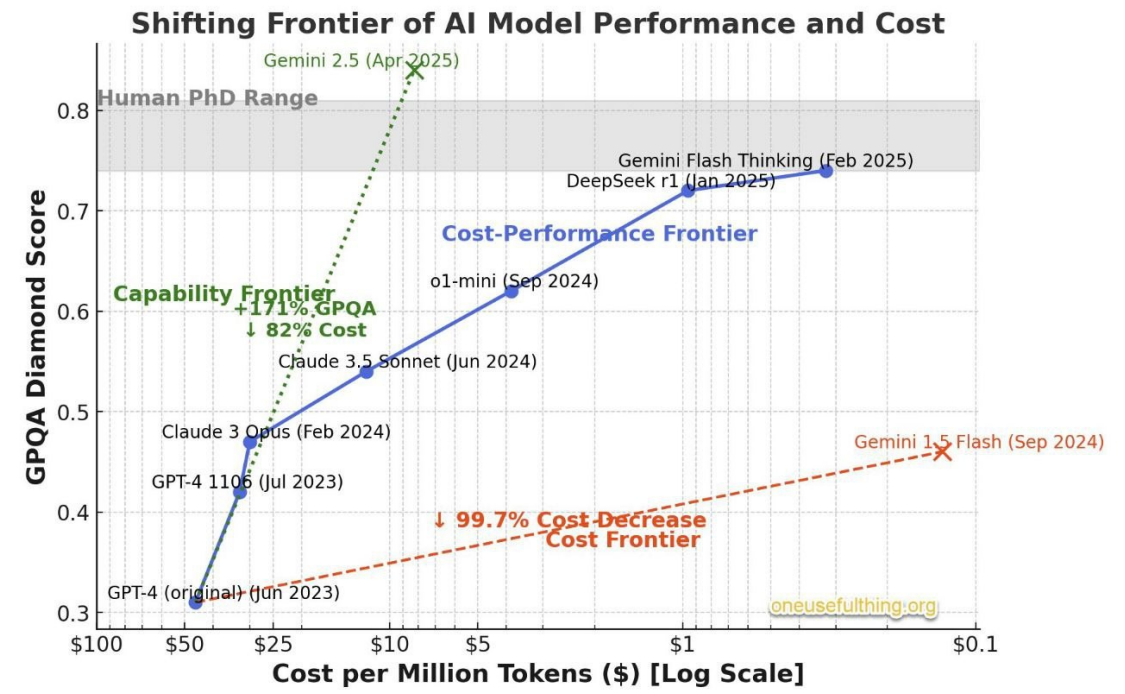 Shifting Frontier of AI Model Performance and Cost
Gemini 2.5 (Apr 2025)
Human PhD Range
0.8
Gemini Flash Thinking (Feb 2025)
DeepSeek r1 (Jan 2025)
0.7
Cost-Performance Frontier
o1-mini (Sep 2024)
Capability Frontier
+171% GPQA
↓ 82% Cost
0.6
Claude 3.5 Sonnet (Jun 2024)
0.5
Claude 3 Opus (Feb 2024)
Gemini 1.5 Flash (Sep 2024)
GPT-4 1106 (Jul 2023)
0.4
↓ 99.7% Cost Decrease
Cost Frontier
GPT-4 (original) (Jun 2023)
0.3
oneusefulthing.org
GPQA Diamond Score
$100 $50 $25 $10 $5 $1 $0.1
Cost per Million Tokens ($) [Log Scale]